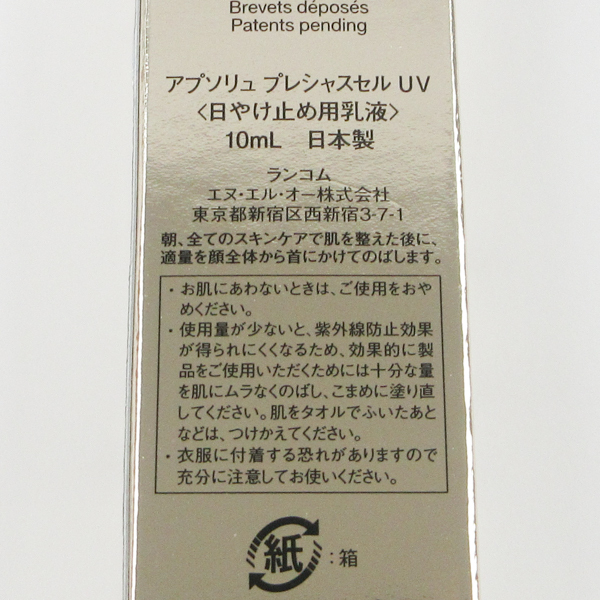 Brevets déposés
Patents pending
アプソリュ プレシャスセル UV
〈日やけ止め用乳液〉
10mL 日本製
ランコム
エヌ・エル・オー株式会社
東京都新宿区西新宿3-7-1
朝、全てのスキンケアで肌を整えた後に、
適量を顔全体から首にかけてのばします。
・お肌にあわないときは、ご使用をおや
めください。
・使用量が少ないと、紫外線防止効果
が得られにくくなるため、効果的に製
品をご使用いただくためには十分な量
を肌にムラなくのばし、こまめに塗り直
してください。肌をタオルでふいたあと
などは、つけかえてください。
・衣服に付着する恐れがありますので
充分に注意してお使いください。
紙 :箱